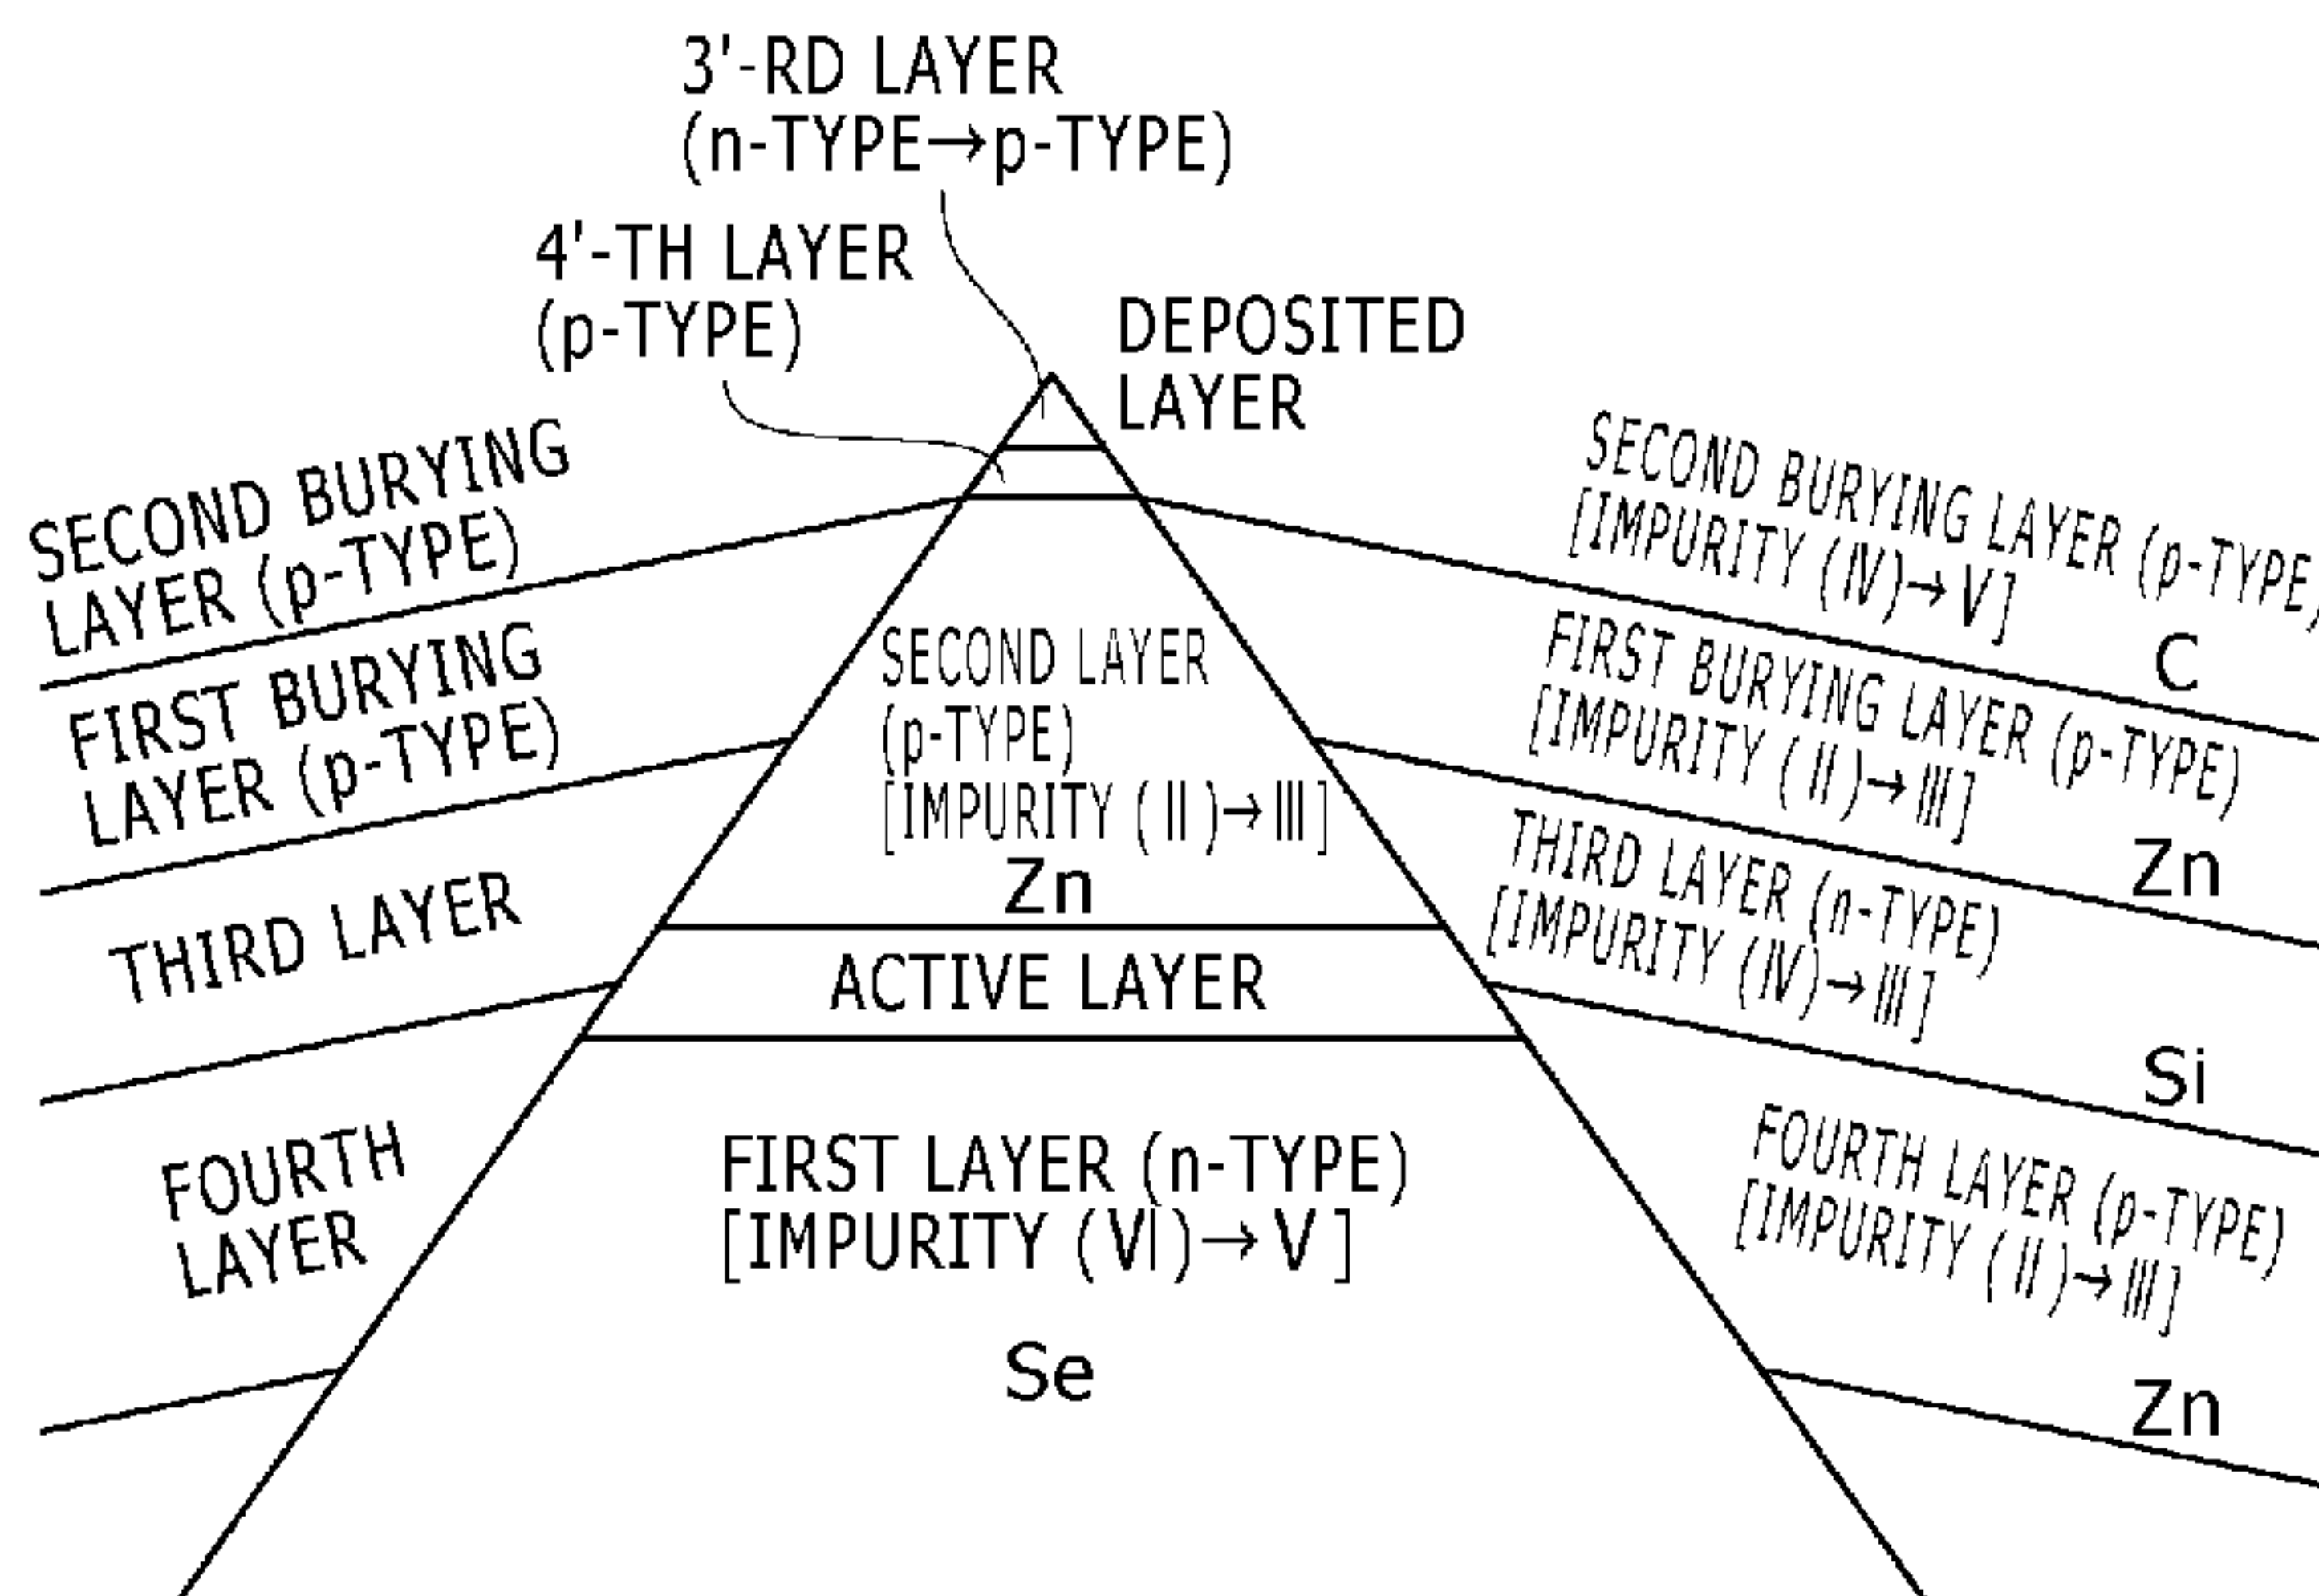 3'-RD LAYER
(n-TYPE→p-TYPE)
4'-TH LAYER
(p-TYPE)
DEPOSITED
LAYER
SECOND BURYING
LAYER (p-TYPE)
FIRST BURYING
LAYER (p-TYPE)
THIRD LAYER
FOURTH
LAYER
SECOND LAYER
(p-TYPE)
[IMPURITY (II)→III]
Zn
ACTIVE LAYER
FIRST LAYER (n-TYPE)
[IMPURITY (VI)→V]
Se
SECOND BURYING LAYER (p-TYPE)
[IMPURITY (IV)→V]
C
FIRST BURYING LAYER (p-TYPE)
[IMPURITY (II)→III]
Zn
THIRD LAYER (n-TYPE)
[IMPURITY (IV)→III]
Si
FOURTH LAYER (p-TYPE)
[IMPURITY (II)→III]
Zn